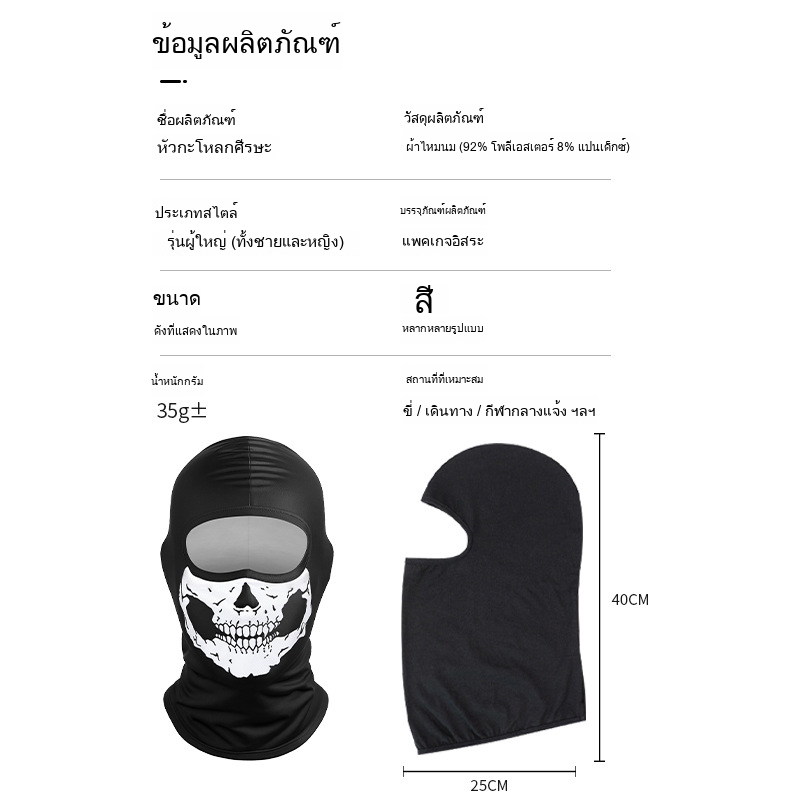 ข้อมูลผลิตภัณฑ์
ชื่อผลิตภัณฑ์
หัวกะโหลกศีรษะ
วัสดุผลิตภัณฑ์
ผ้าไหมนม (92% โพลีเอสเตอร์ 8% แปนเด็กซ์)
ประเภทสไตล์
รุ่นผู้ใหญ่ (ทั้งชายและหญิง)
บรรจุภัณฑ์ผลิตภัณฑ์
แพคเกจอิสระ
ขนาด
ดังที่แสดงในภาพ
สี
หลากหลายรูปแบบ
น้ำหนักกรัม
35g±
สถานที่ที่เหมาะสม
ขี่ / เดินทาง / กีฬากลางแจ้ง ฯลฯ
40CM
25CM